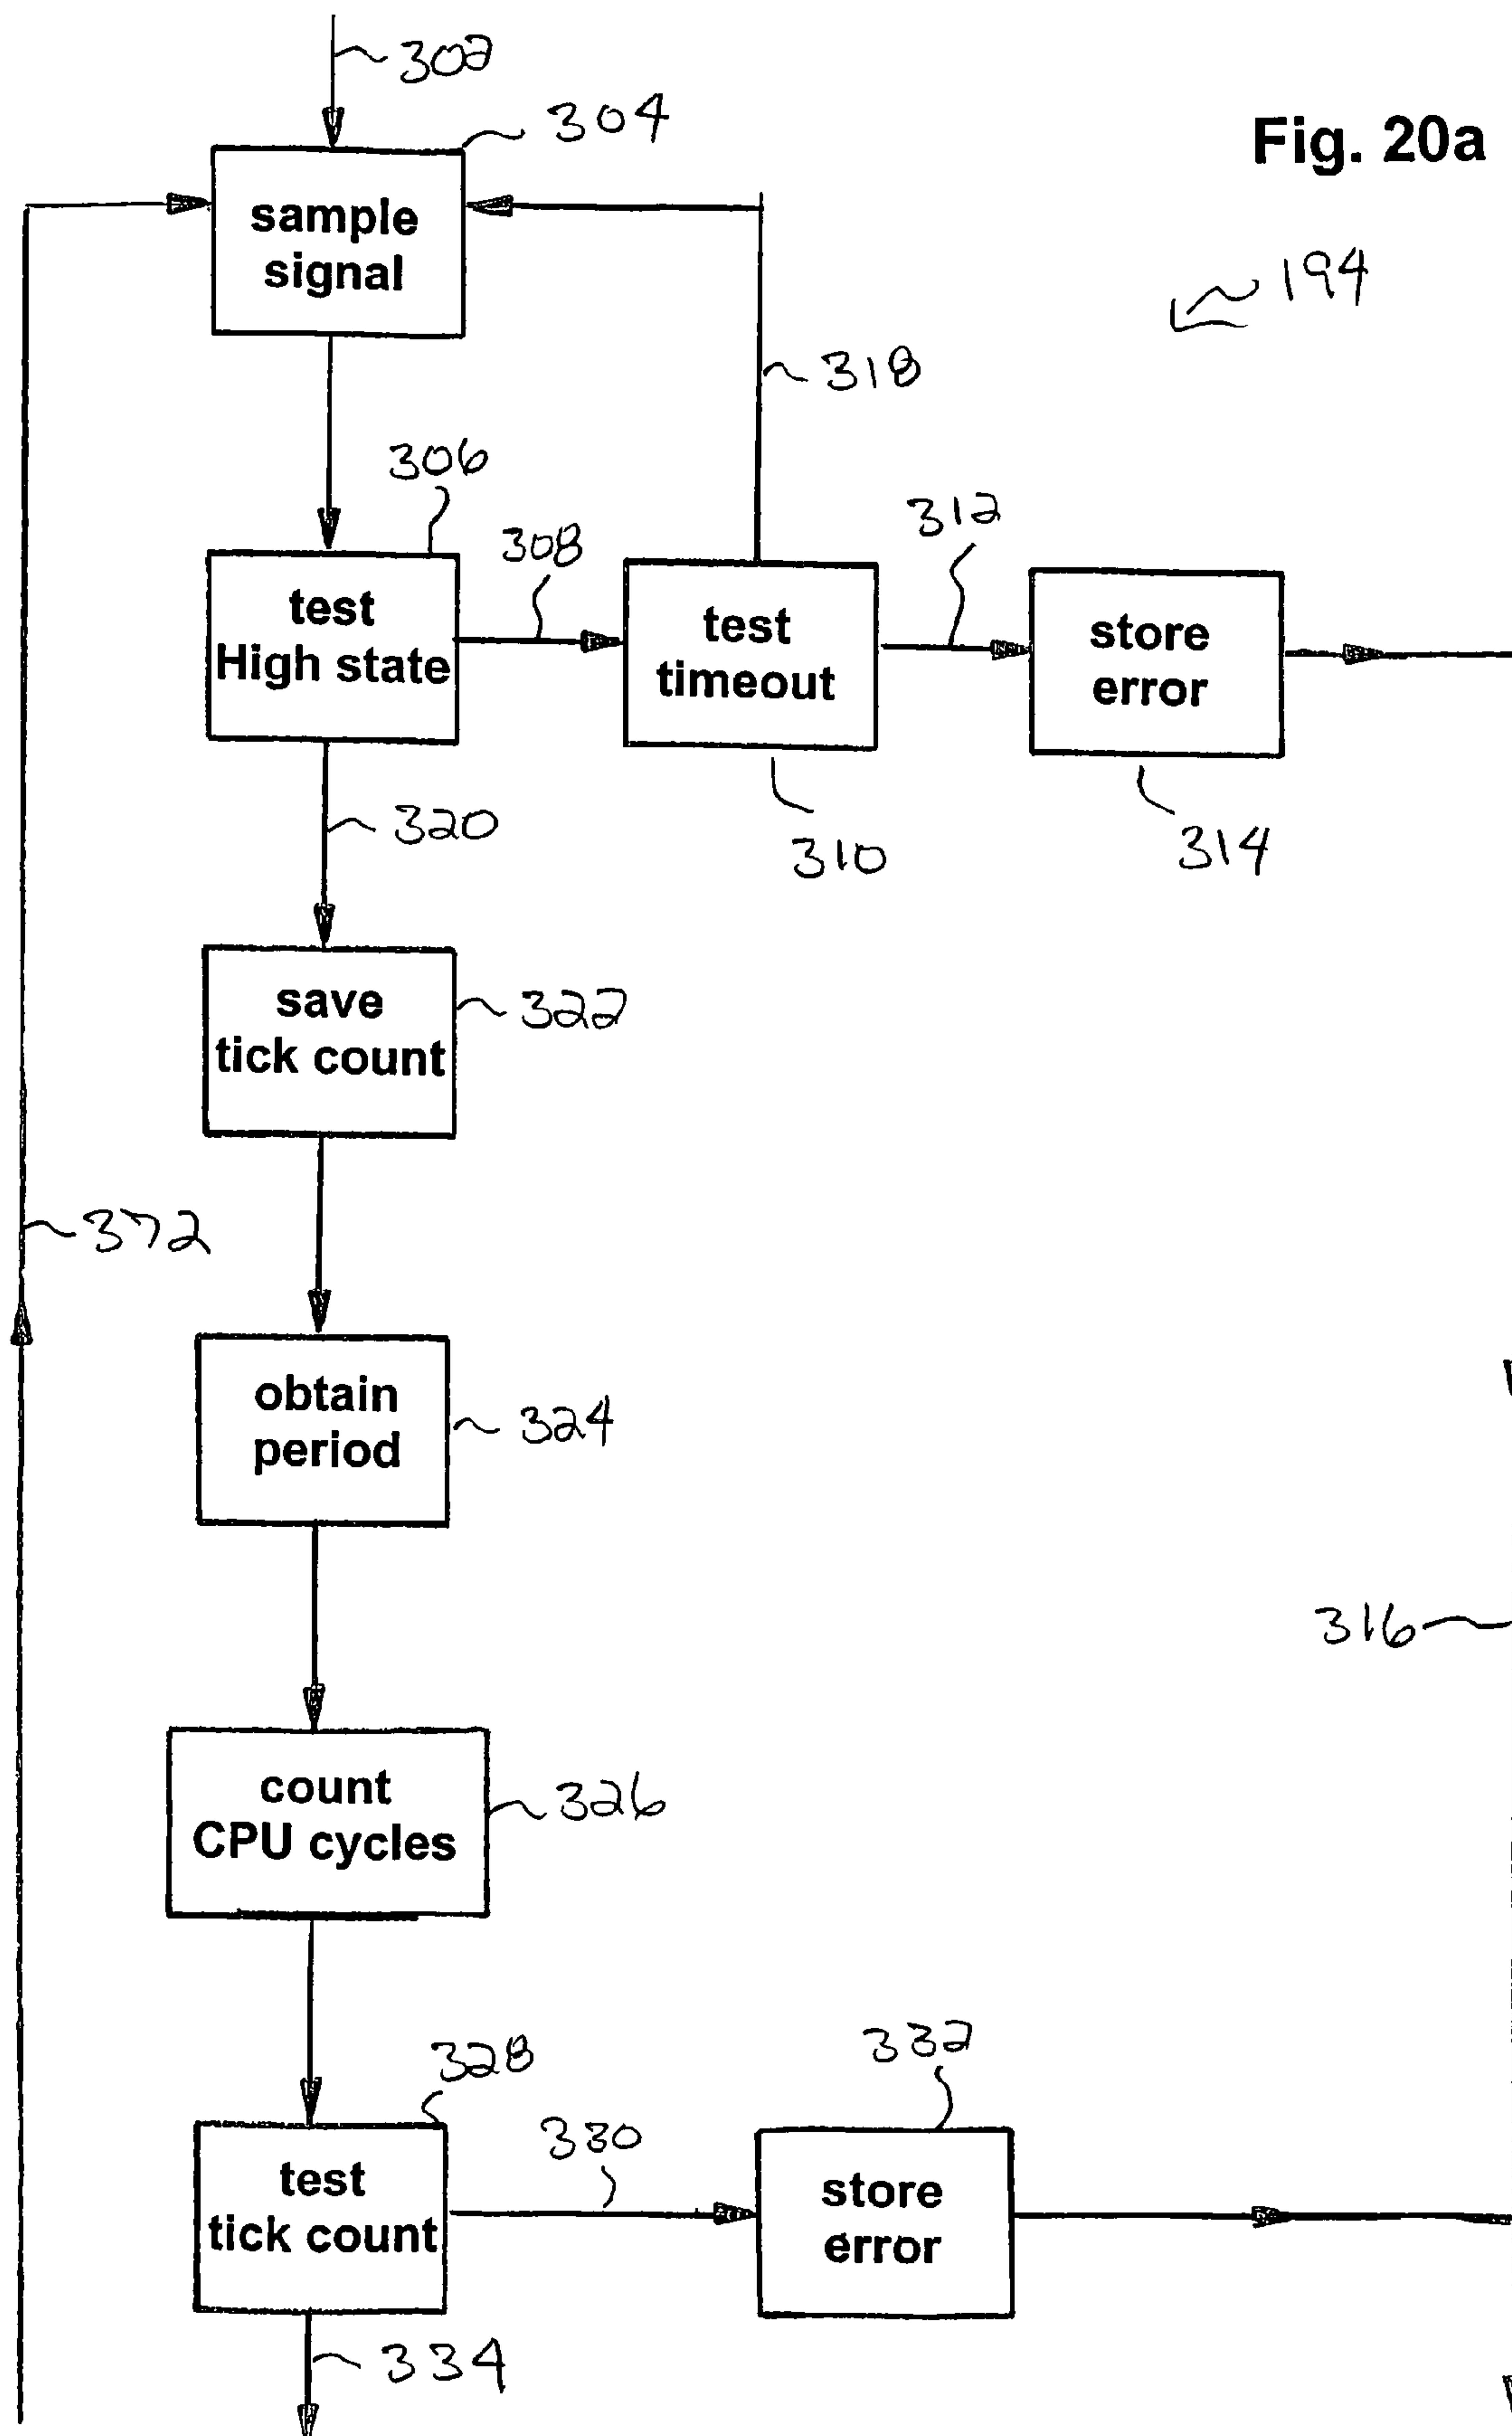 302
304
Fig. 20a
sample
signal
194
318
306
308
312
test
High state
test
timeout
store
error
320
310
314
save
tick count
322
372
obtain
period
324
316
count
CPU cycles
326
328
332
330
test
tick count
store
error
334